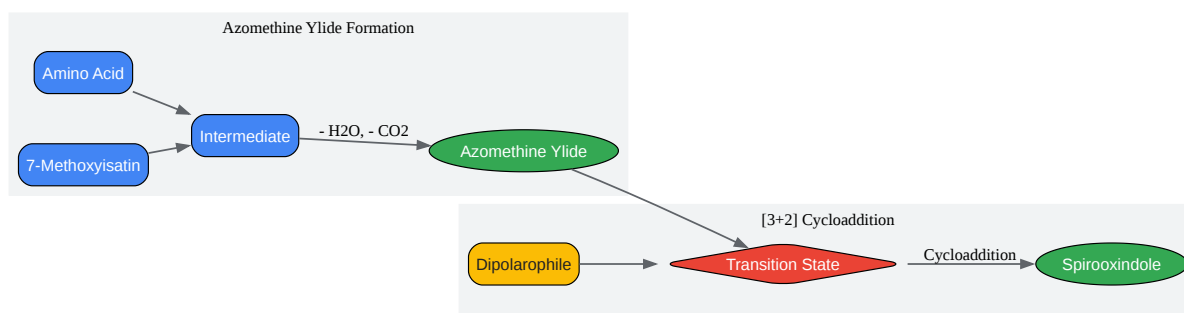 Azomethine Ylide Formation
Amino Acid
7-Methoxyisatin
Intermediate
- H2O, - CO2
Azomethine Ylide
[3+2] Cycloaddition
Dipolarophile
Transition State
Cycloaddition
Spirooxindole